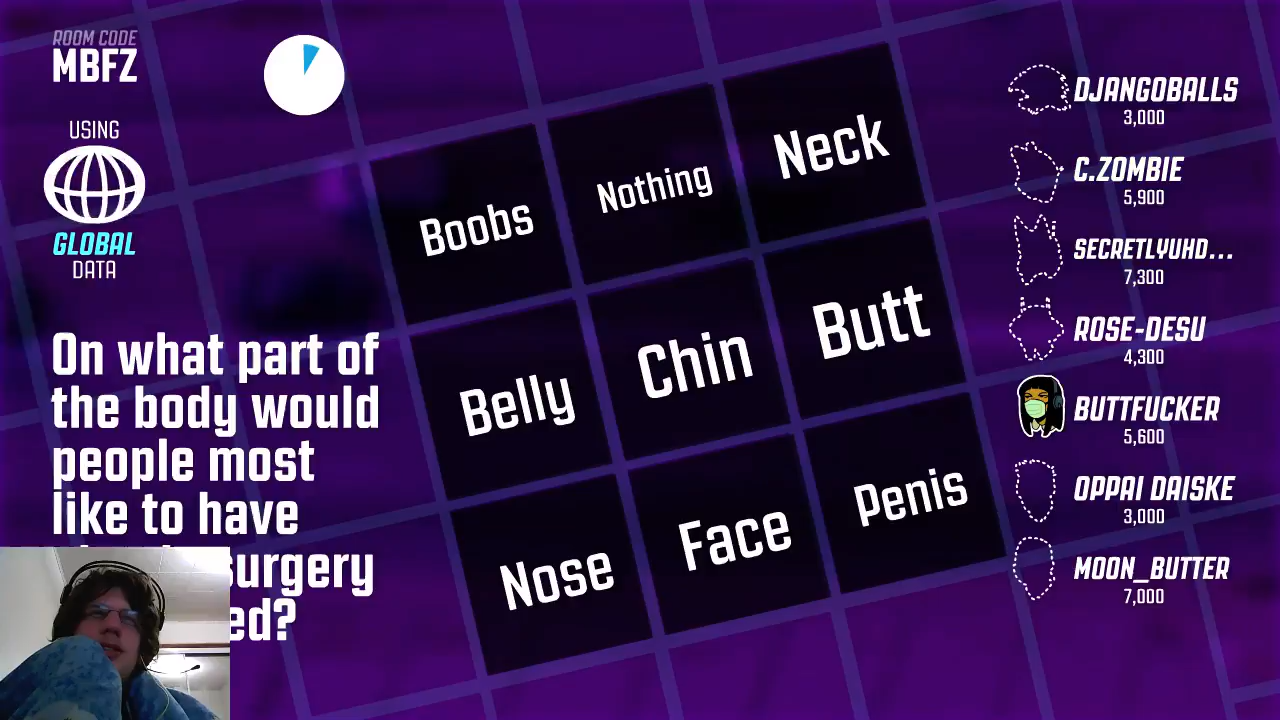 ROOM CODE
MBFZ
USING
GLOBAL
DATA
On what part of
the body would
people most
like to have
surgery
ed?
Boobs
Nothing
Neck
Belly
Chin
Butt
Nose
Face
Penis
DJANGOBALLS
3,000
C.ZOMBIE
5,900
SECRETLYUHD...
7,300
ROSE-DESU
4,300
BUTTFUCKER
5,600
OPPAI DAISKE
3,000
MOON_BUTTER
7,000